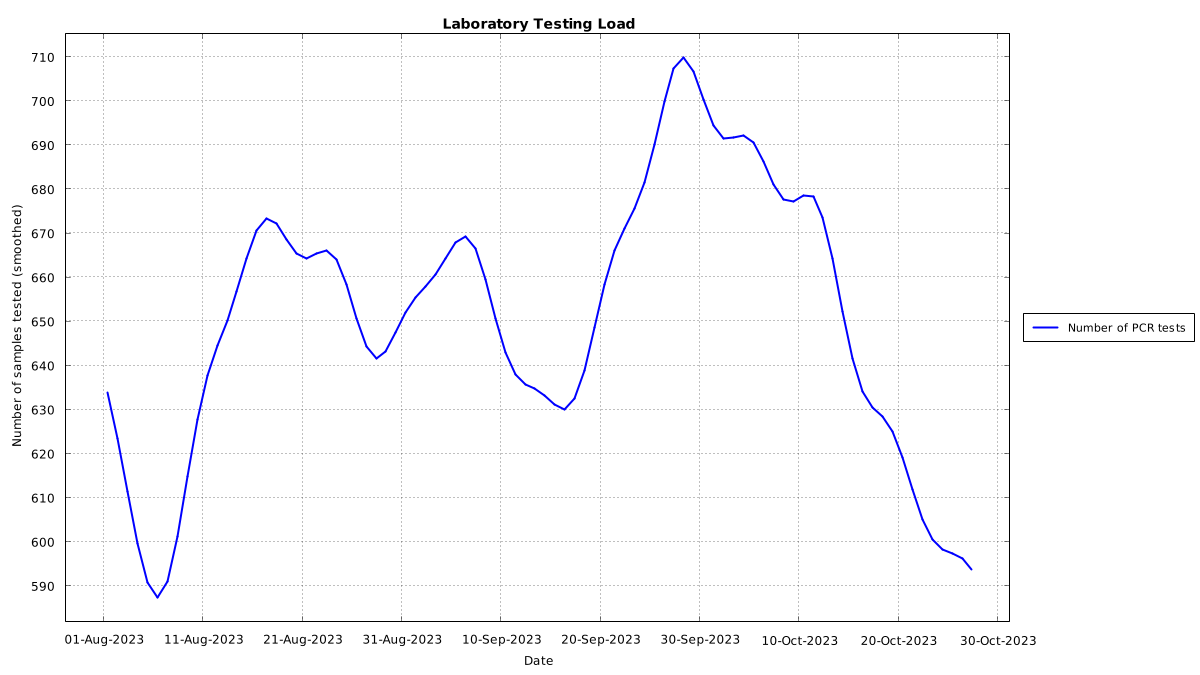 Laboratory Testing Load
Number of samples tested (smoothed)
710
700
690
680
670
660
650
640
630
620
610
600
590
01-Aug-2023 11-Aug-2023 21-Aug-2023 31-Aug-2023 10-Sep-2023 20-Sep-2023 30-Sep-2023 10-Oct-2023 20-Oct-2023 30-Oct-2023
Date
Number of PCR tests